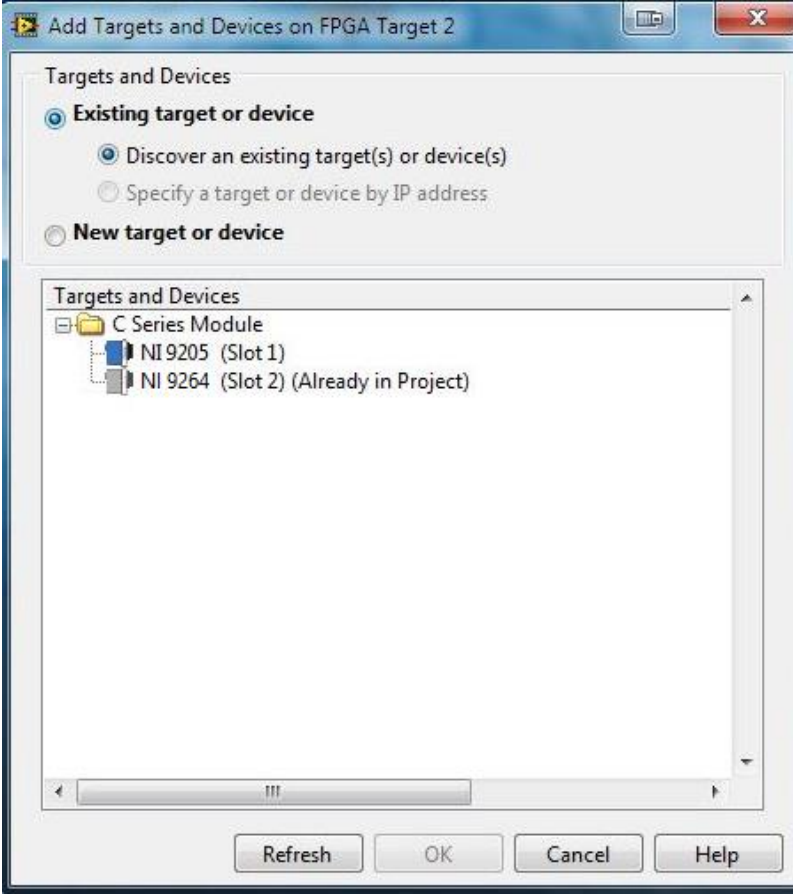 Add Targets and Devices on FPGA Target 2
Targets and Devices
Existing target or device
Discover an existing target(s) or device(s)
Specify a target or device by IP address
New target or device
Targets and Devices
C Series Module
NI 9205 (Slot 1)
NI 9264 (Slot 2) (Already in Project)
Refresh OK Cancel Help